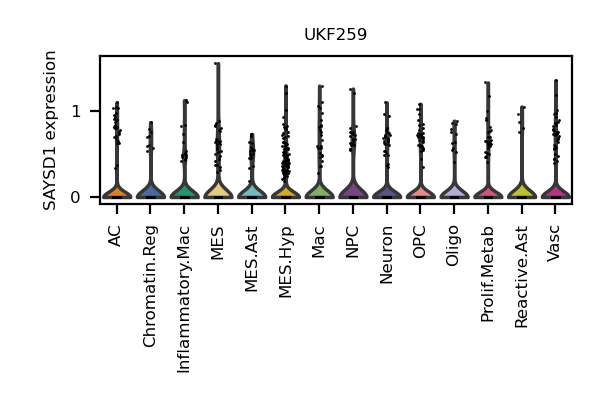 UKF259
SAYSD1 expression
1
0
AC
Chromatin.Reg
Inflammatory.Mac
MES
MES.Ast
MES.Hyp
Mac
NPC
Neuron
OPC
Oligo
Prolif.Metab
Reactive.Ast
Vasc